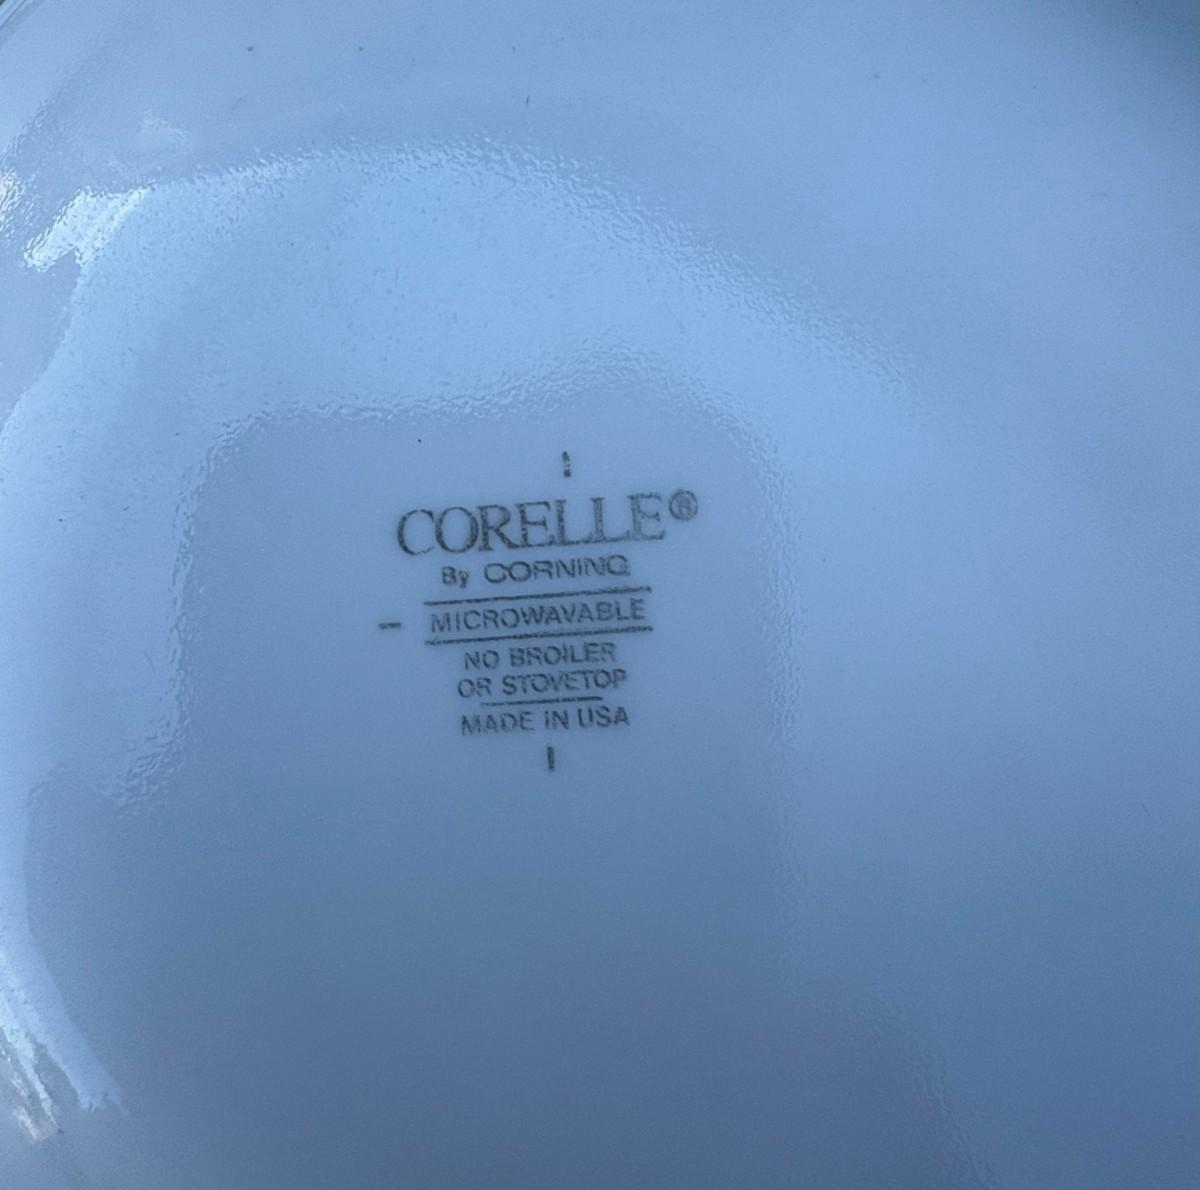 CORELLE®
By CORNING
MICROWAVABLE
NO BROILER
OR STOVETOP
MADE IN USA